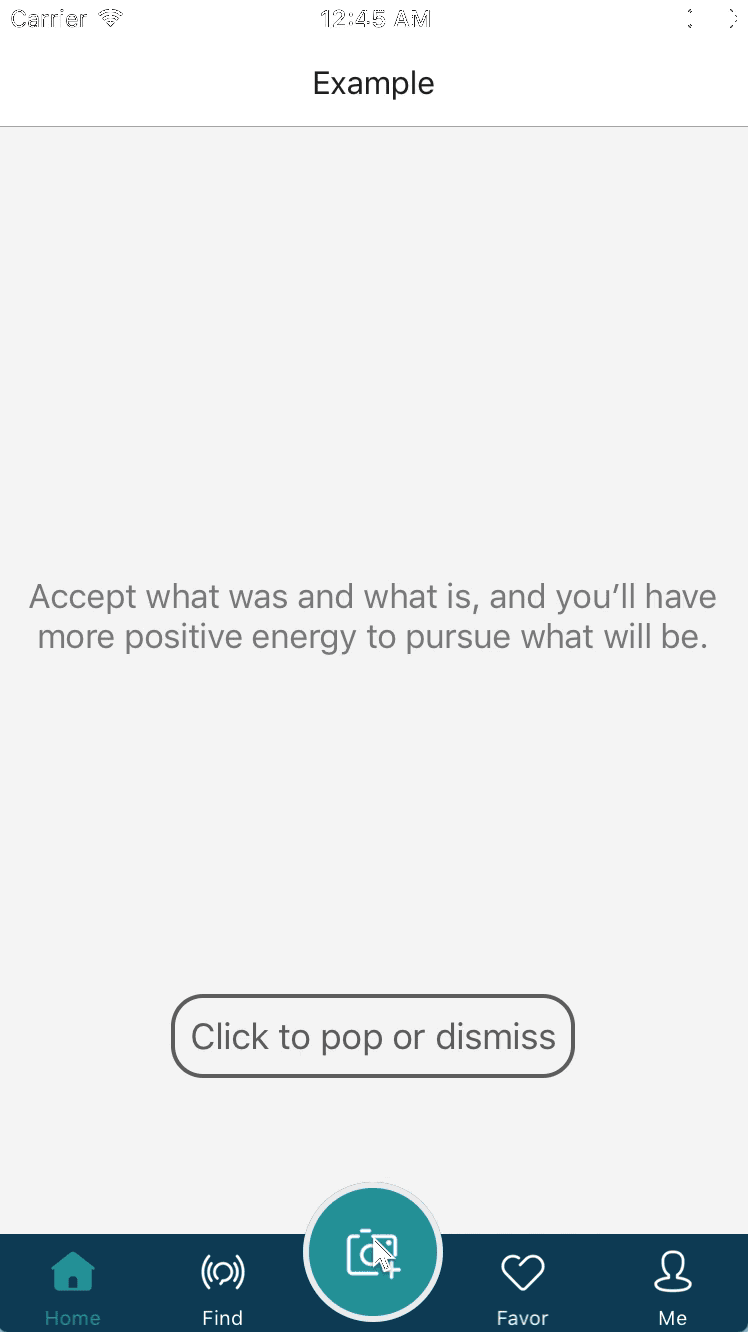 Carrier 12:45 AM
Example
Accept what was and what is, and you’ll have
more positive energy to pursue what will be.
Click to pop or dismiss
Home Find Favor Me